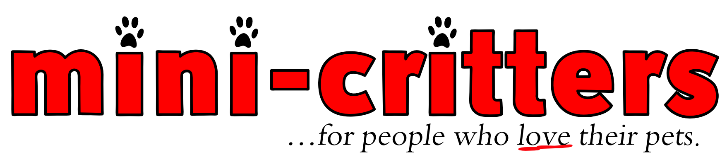 mini-critters
...for people who love their pets.